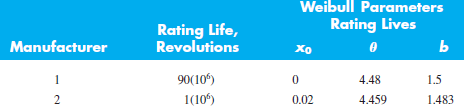 Weibull Parameters
Rating Lives
Rating Life,
Manufacturer Revolutions x₀ θ b
1 90(10⁶) 0 4.48 1.5
2 1(10⁶) 0.02 4.459 1.483